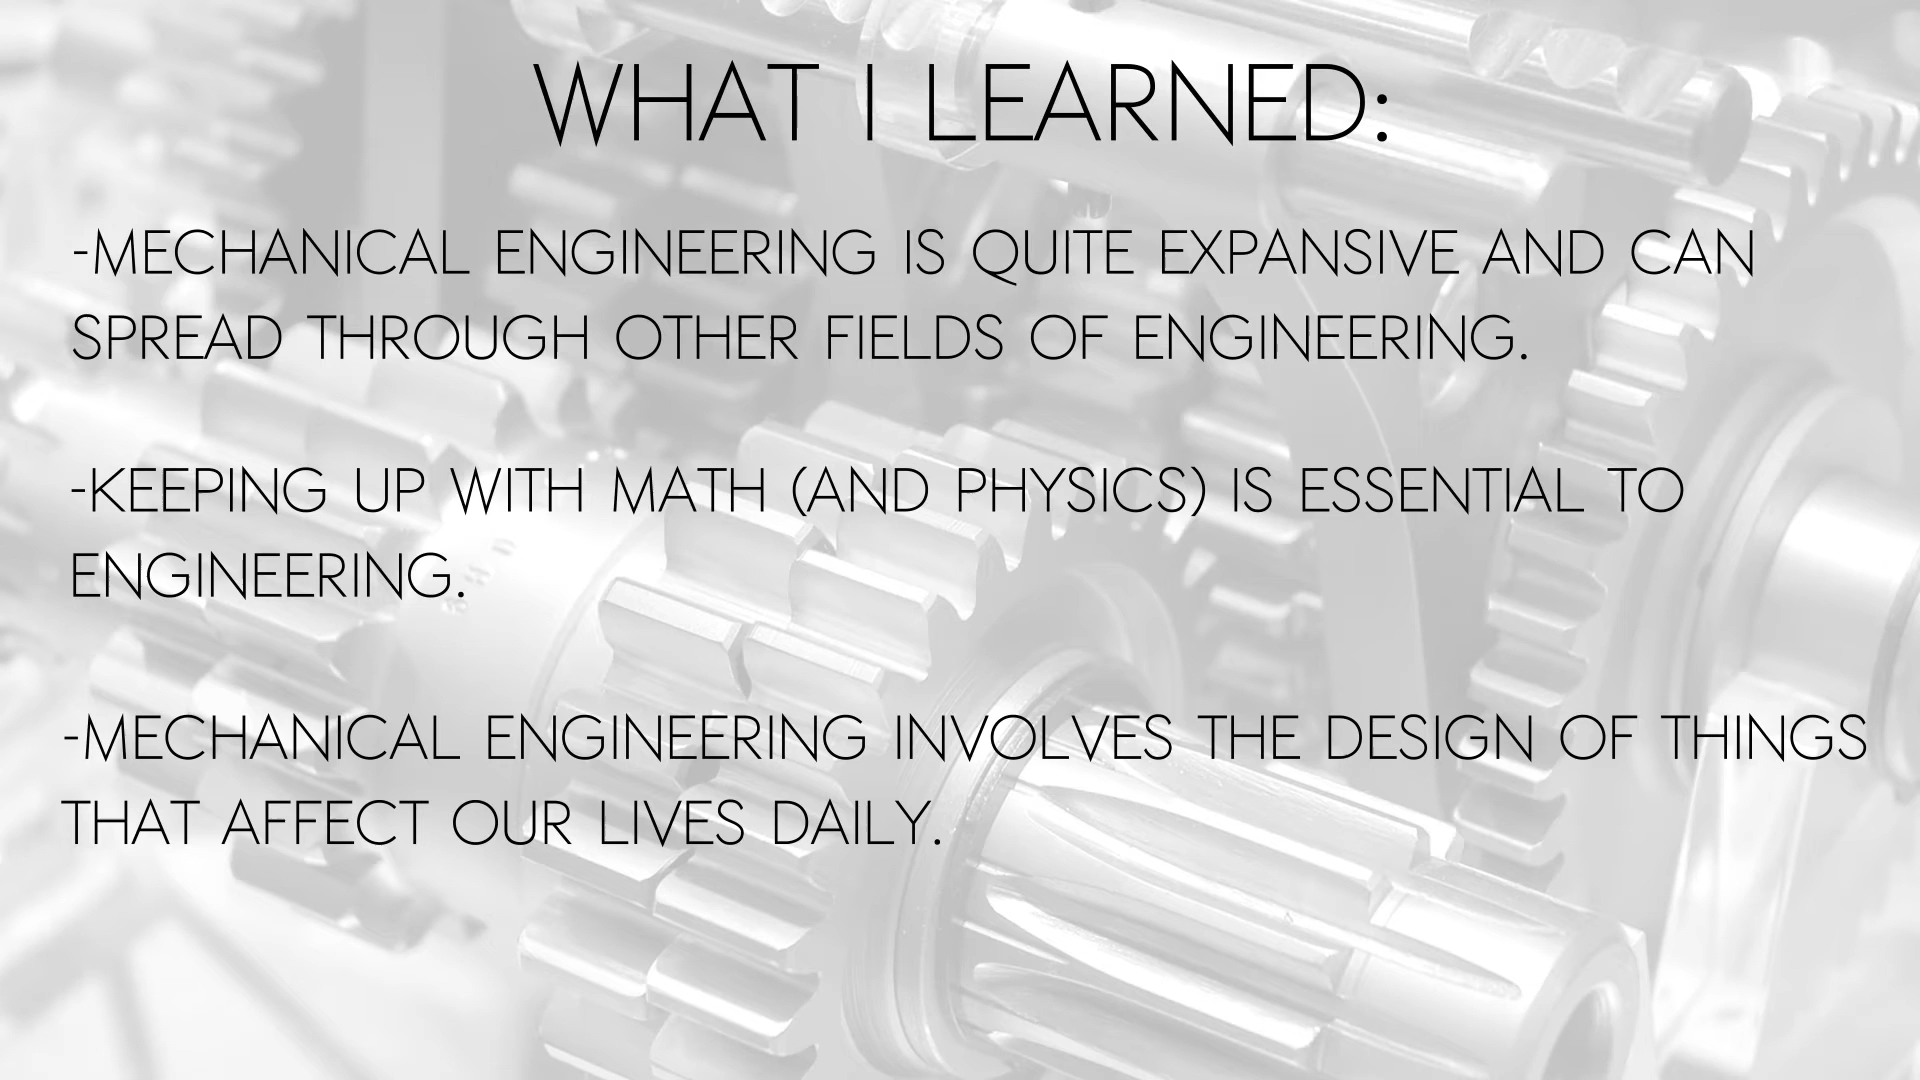 WHAT I LEARNED:
-MECHANICAL ENGINEERING IS QUITE EXPANSIVE AND CAN
SPREAD THROUGH OTHER FIELDS OF ENGINEERING.
-KEEPING UP WITH MATH (AND PHYSICS) IS ESSENTIAL TO
ENGINEERING.
-MECHANICAL ENGINEERING INVOLVES THE DESIGN OF THINGS
THAT AFFECT OUR LIVES DAILY.